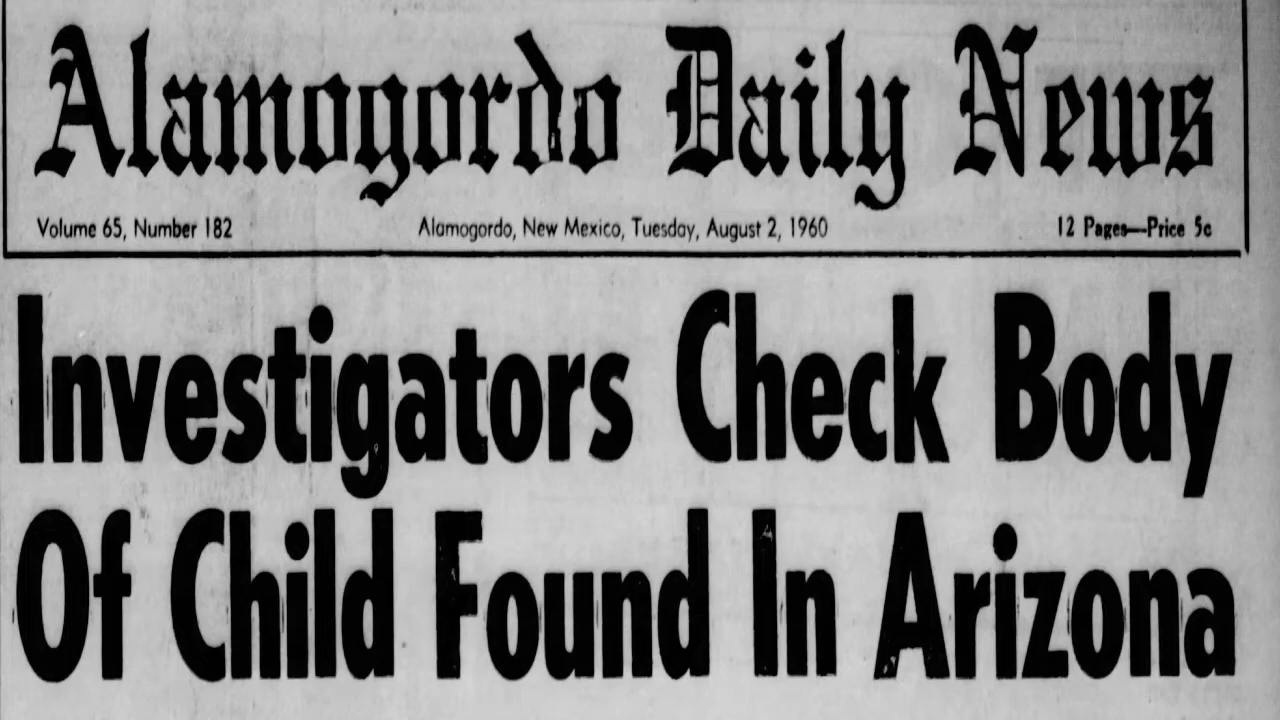 Alamogordo Daily News
Volume 65, Number 182 Alamogordo, New Mexico, Tuesday, August 2, 1960 12 Pages—Price 5c
Investigators Check Body
Of Child Found In Arizona